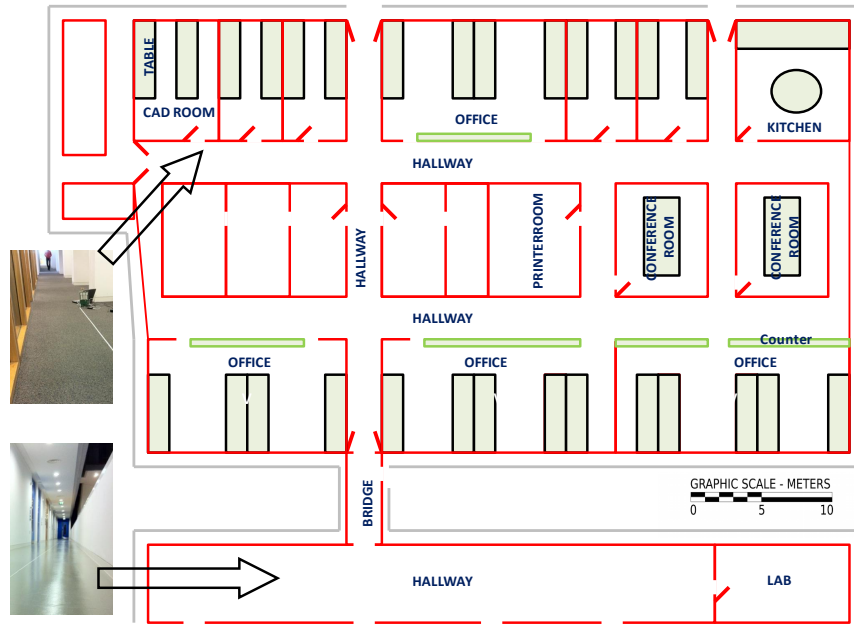 TABLE
CAD ROOM
OFFICE
KITCHEN
HALLWAY
HALLWAY
PRINTERROOM
CONFERENCE
ROOM
CONFERENCE
ROOM
HALLWAY
Counter
OFFICE
OFFICE
OFFICE
BRIDGE
GRAPHIC SCALE - METERS
0 5 10
HALLWAY
LAB